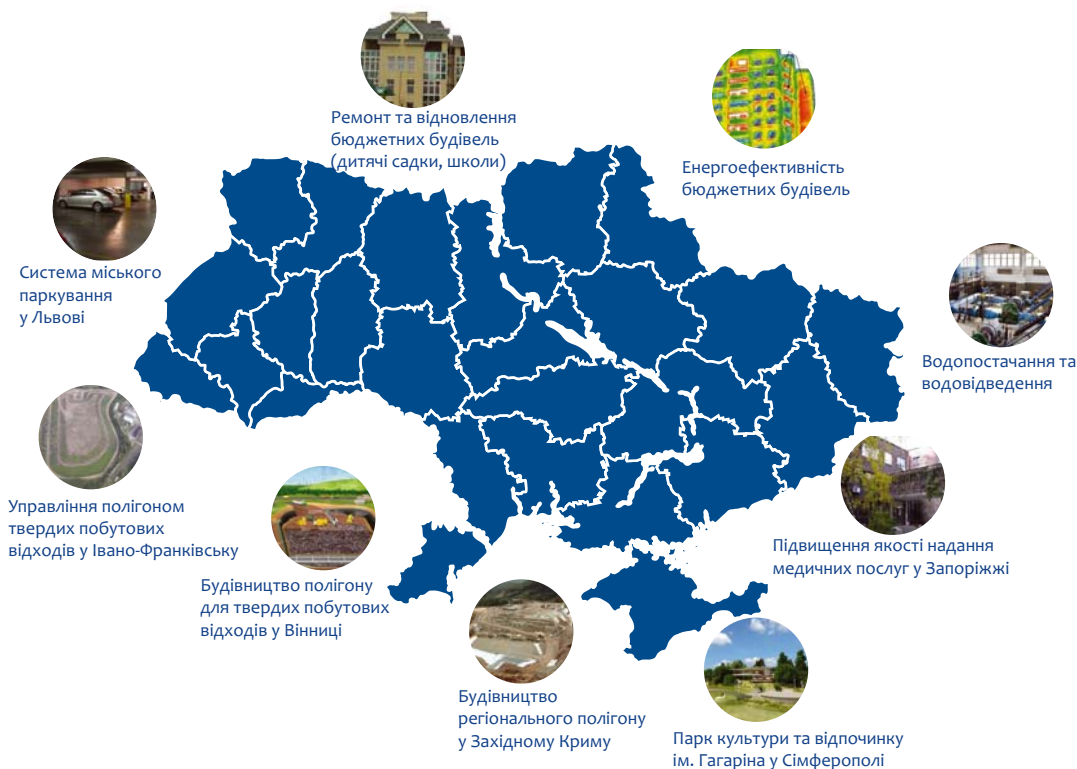 Ремонт та відновлення
бюджетних будівель
(дитячі садки, школи)
Енергоефективність
бюджетних будівель
Система міського
паркування
у Львові
Водопостачання та
водовідведення
Управління полігоном
твердих побутових
відходів у Івано-Франківську
Підвищення якості надання
медичних послуг у Запоріжжі
Будівництво полігону
для твердих побутових
відходів у Вінниці
Будівництво
регіонального полігону
у Західному Криму
Парк культури та відпочинку
ім. Гагаріна у Сімферополі